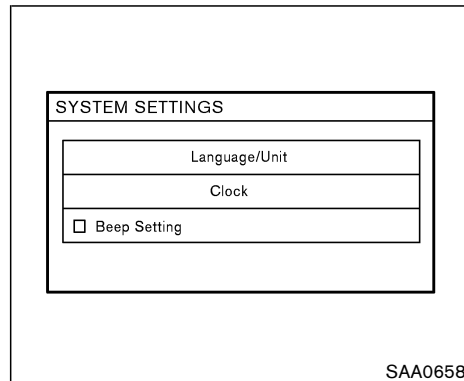 SYSTEM SETTINGS
Language/Unit
Clock
Beep Setting
SAA0658